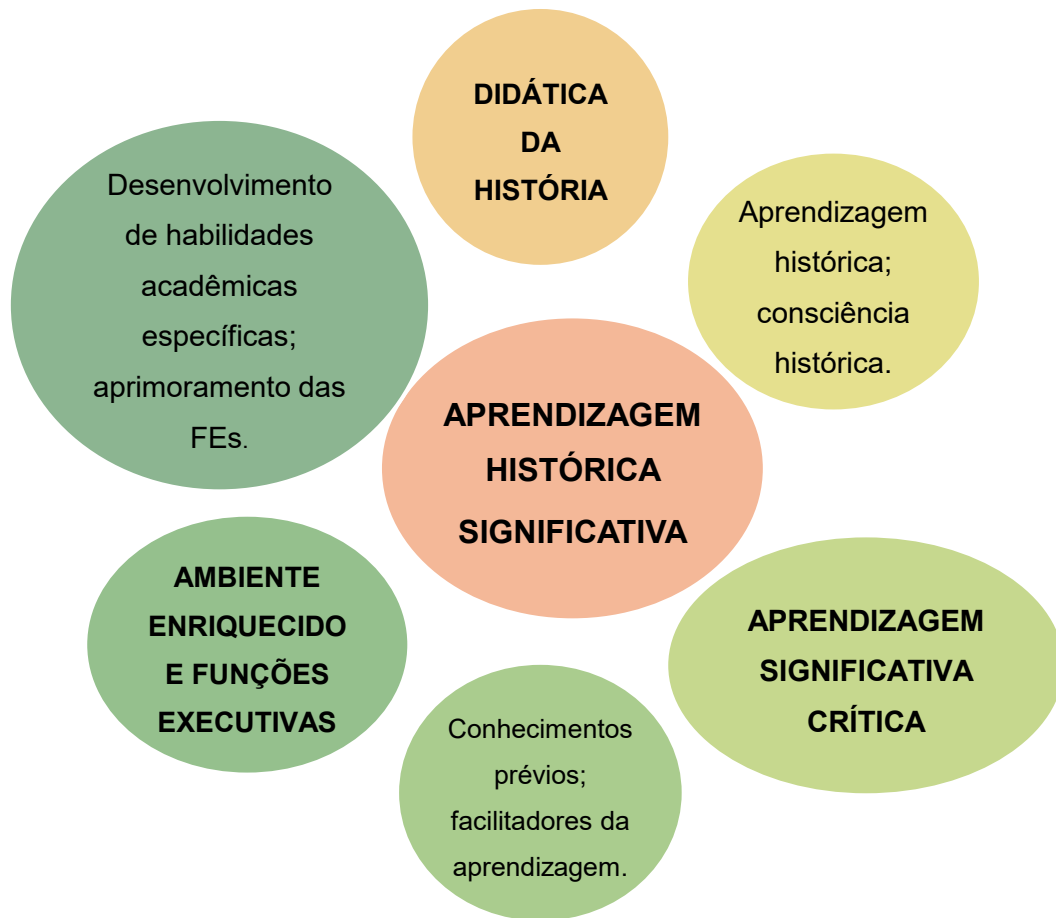 DIDÁTICA
DA
HISTÓRIA
Desenvolvimento
de habilidades
acadêmicas
específicas;
aprimoramento das
FEs.
Aprendizagem
histórica;
consciência
histórica.
APRENDIZAGEM
HISTÓRICA
SIGNIFICATIVA
AMBIENTE
ENRIQUECIDO
E FUNÇÕES
EXECUTIVAS
APRENDIZAGEM
SIGNIFICATIVA
CRÍTICA
Conhecimentos
prévios;
facilitadores da
aprendizagem.